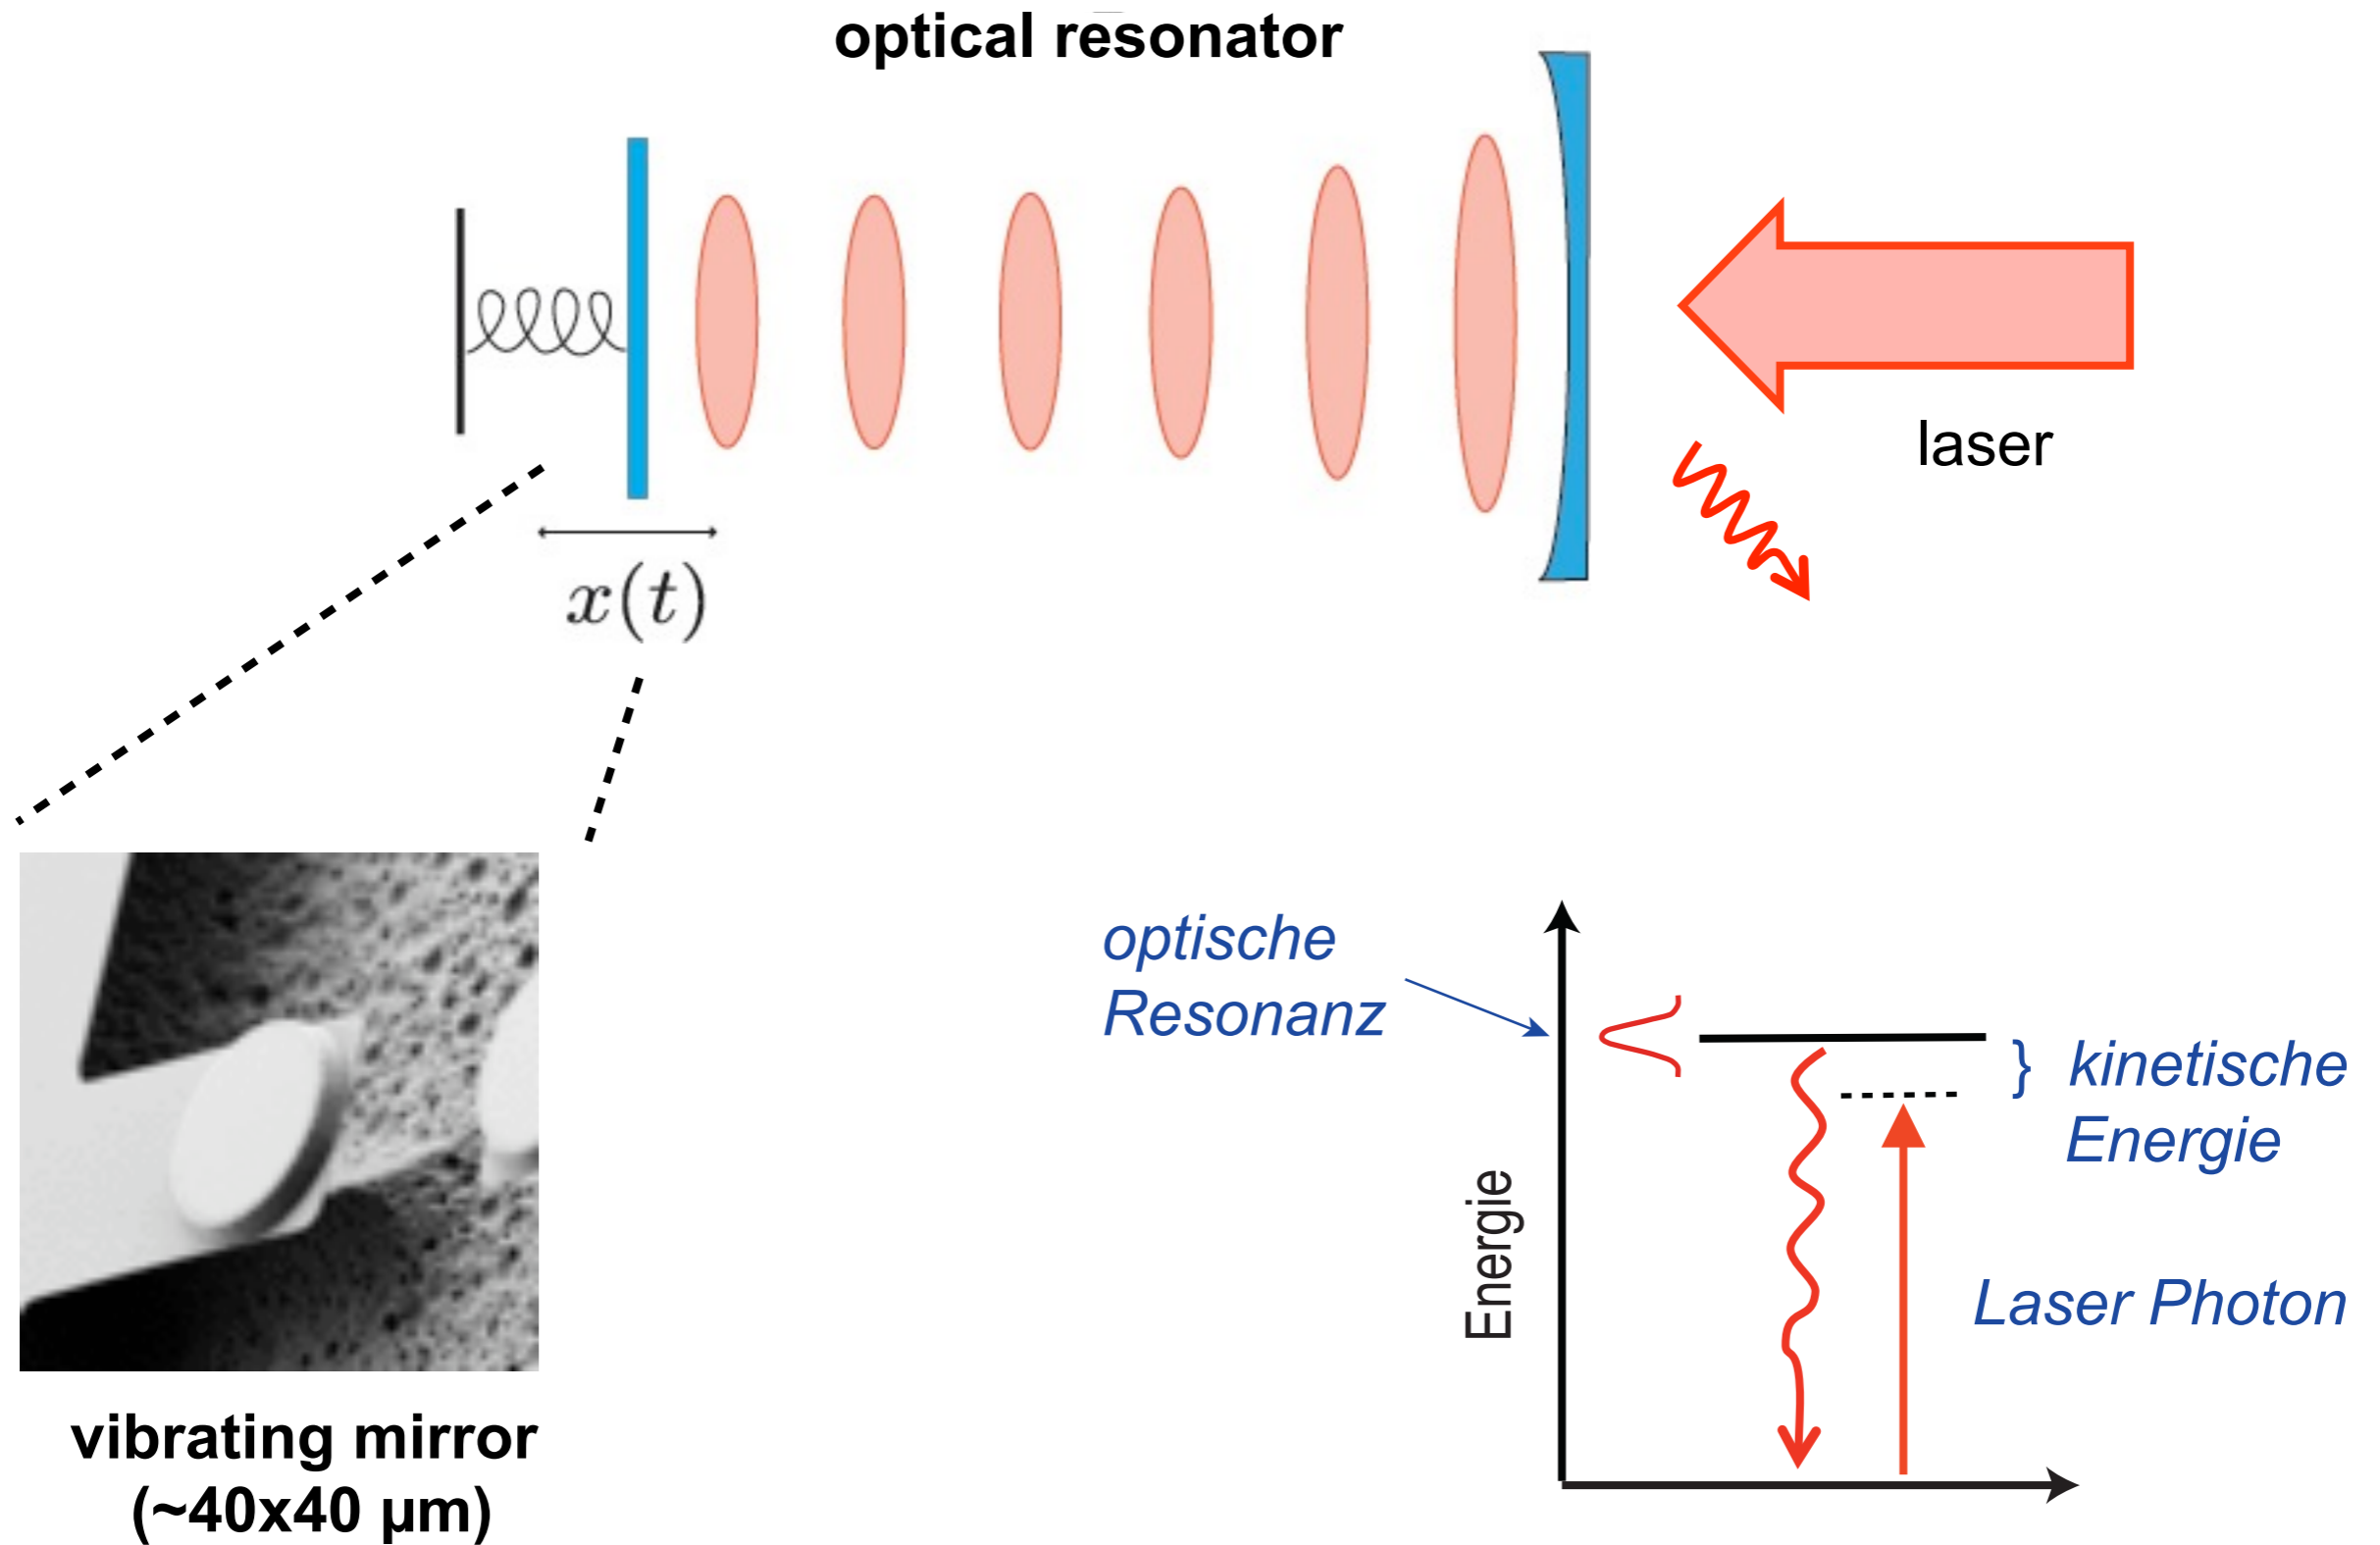 optical resonator
laser
x(t)
optische
Resonanz
kinetische
Energie
Energie
Laser Photon
vibrating mirror
(~40x40 µm)